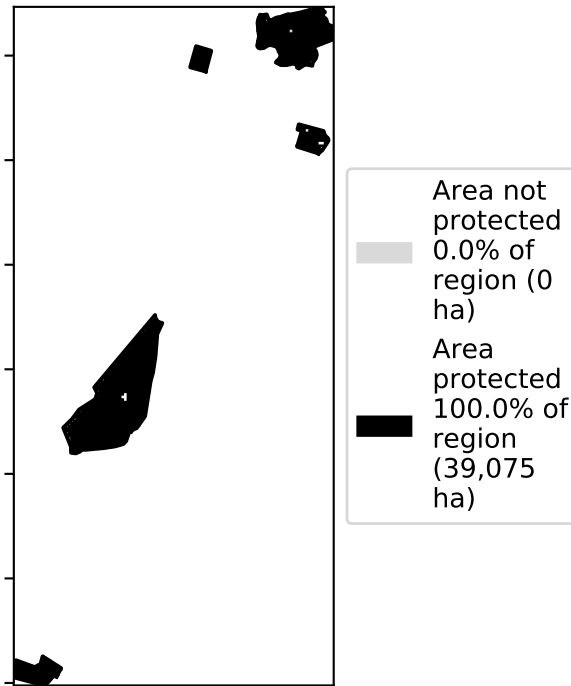 Area not
protected
0.0% of
region (0
ha)
Area
protected
100.0% of
region
(39,075
ha)